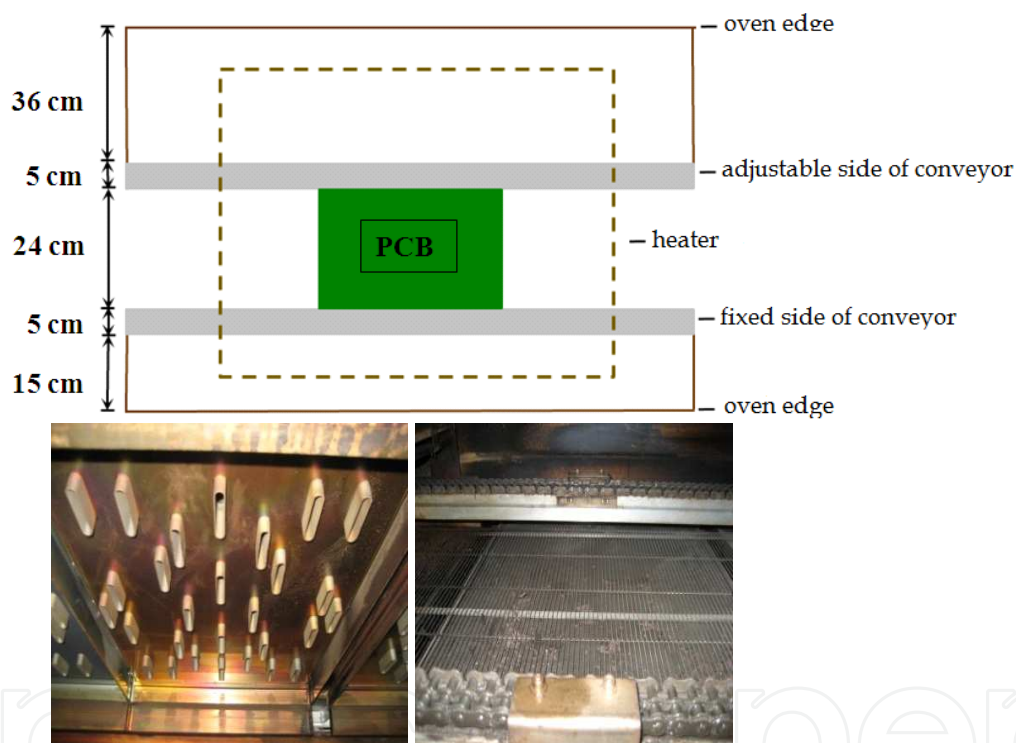 oven edge
36 cm
5 cm
adjustable side of conveyor
24 cm
PCB
heater
5 cm
fixed side of conveyor
15 cm
oven edge